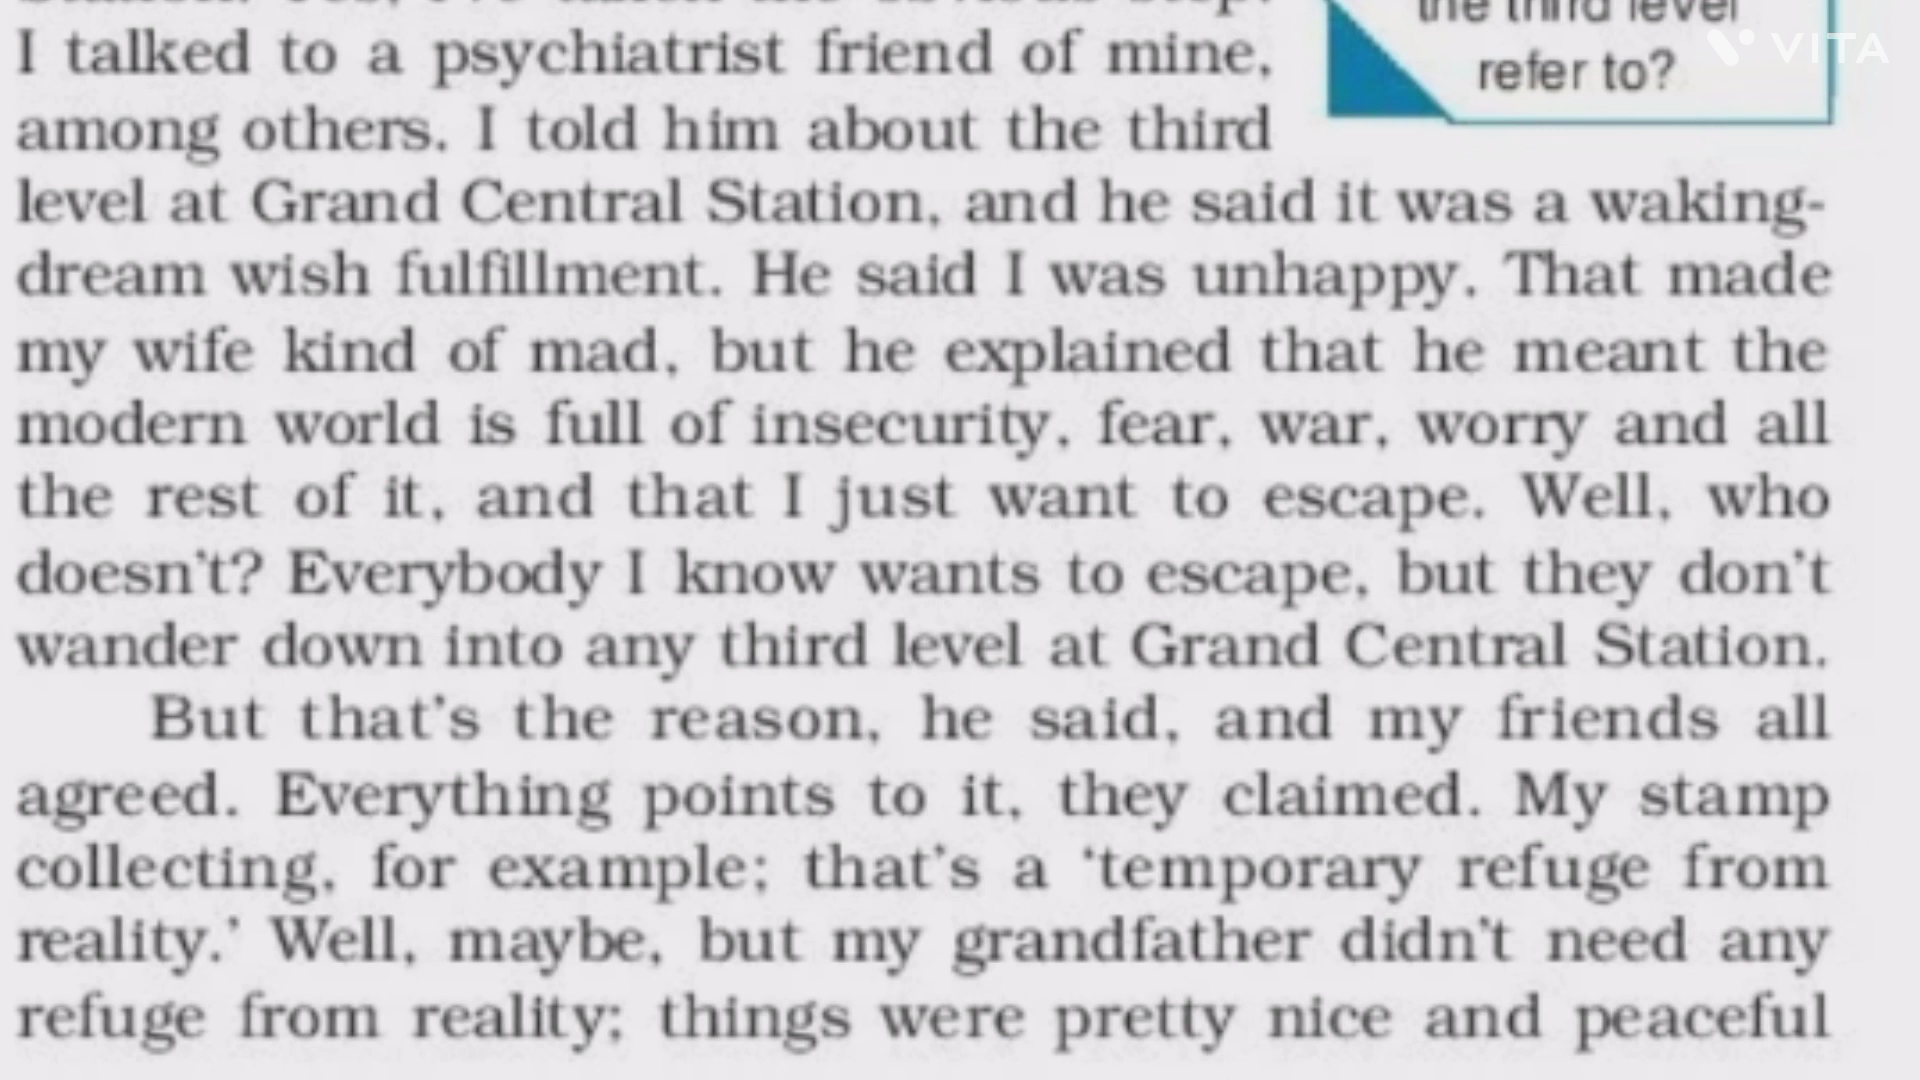 the third level
refer to?
VITA
I talked to a psychiatrist friend of mine,
among others. I told him about the third
level at Grand Central Station, and he said it was a waking-
dream wish fulfillment. He said I was unhappy. That made
my wife kind of mad, but he explained that he meant the
modern world is full of insecurity, fear, war, worry and all
the rest of it, and that I just want to escape. Well, who
doesn't? Everybody I know wants to escape, but they don't
wander down into any third level at Grand Central Station.
But that's the reason, he said, and my friends all
agreed. Everything points to it, they claimed. My stamp
collecting, for example; that's a ‘temporary refuge from
reality.’ Well, maybe, but my grandfather didn't need any
refuge from reality; things were pretty nice and peaceful